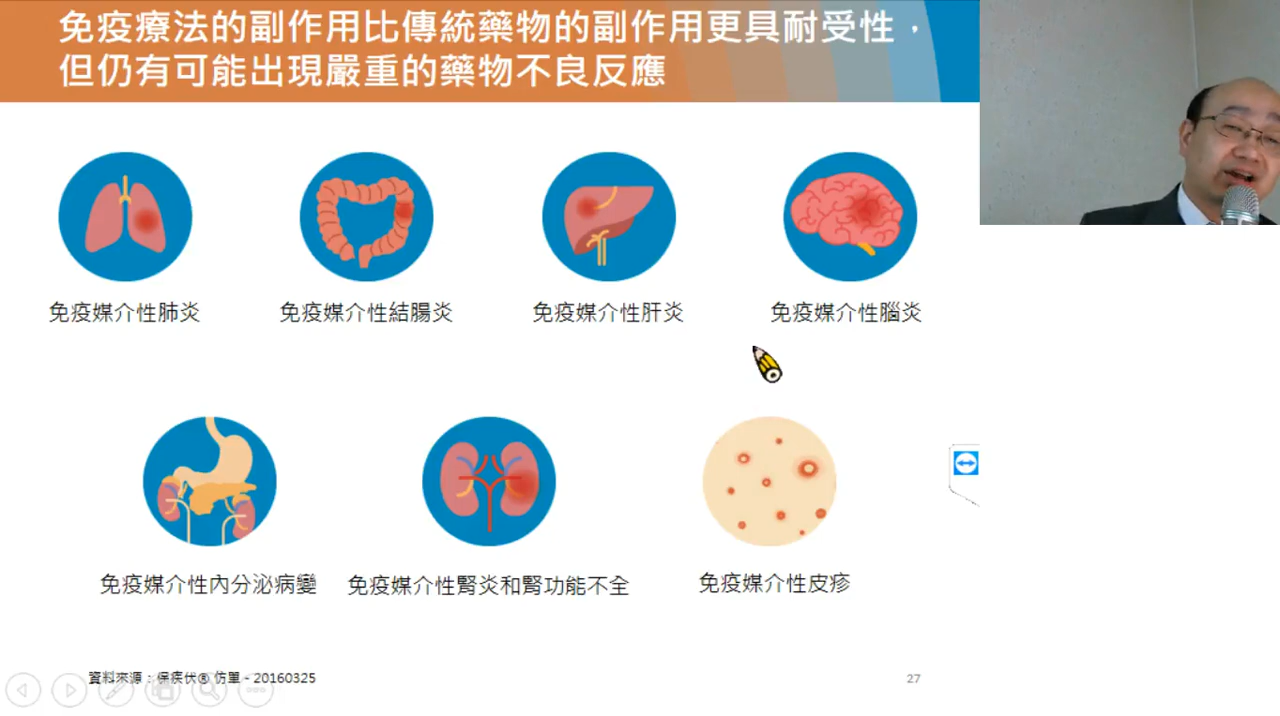 免疫療法的副作用比傳統藥物的副作用更具耐受性，
但仍有可能出現嚴重的藥物不良反應
免疫媒介性肺炎
免疫媒介性結腸炎
免疫媒介性肝炎
免疫媒介性腦炎
免疫媒介性內分泌病變
免疫媒介性腎炎和腎功能不全
免疫媒介性皮疹
資料來源：保疾伏® 仿單 - 20160325
27